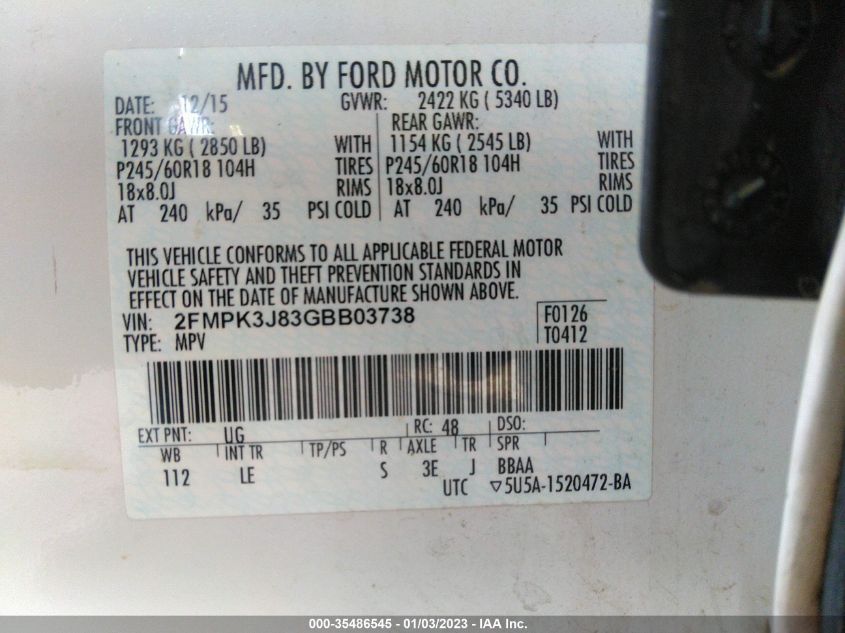 MFD. BY FORD MOTOR CO.
DATE: 12/15 GVWR: 2422 KG ( 5340 LB)
FRONT GAWR: REAR GAWR:
1293 KG ( 2850 LB) WITH 1154 KG ( 2545 LB) WITH
P245/60R18 104H TIRES P245/60R18 104H TIRES
18x8.0J RIMS 18x8.0J RIMS
AT 240 kPa/ 35 PSI COLD AT 240 kPa/ 35 PSI COLD
THIS VEHICLE CONFORMS TO ALL APPLICABLE FEDERAL MOTOR
VEHICLE SAFETY AND THEFT PREVENTION STANDARDS IN
EFFECT ON THE DATE OF MANUFACTURE SHOWN ABOVE.
VIN: 2FMPK3J83GBB03738 F0126
TYPE: MPV T0412
EXT PNT: UG RC: 48 DSO:
WB INT TR TP/PS R AXLE TR SPR
112 LE S 3E J BBAA
UTC ▽5U5A-1520472-BA
000-35486545 - 01/03/2023 - IAA Inc.